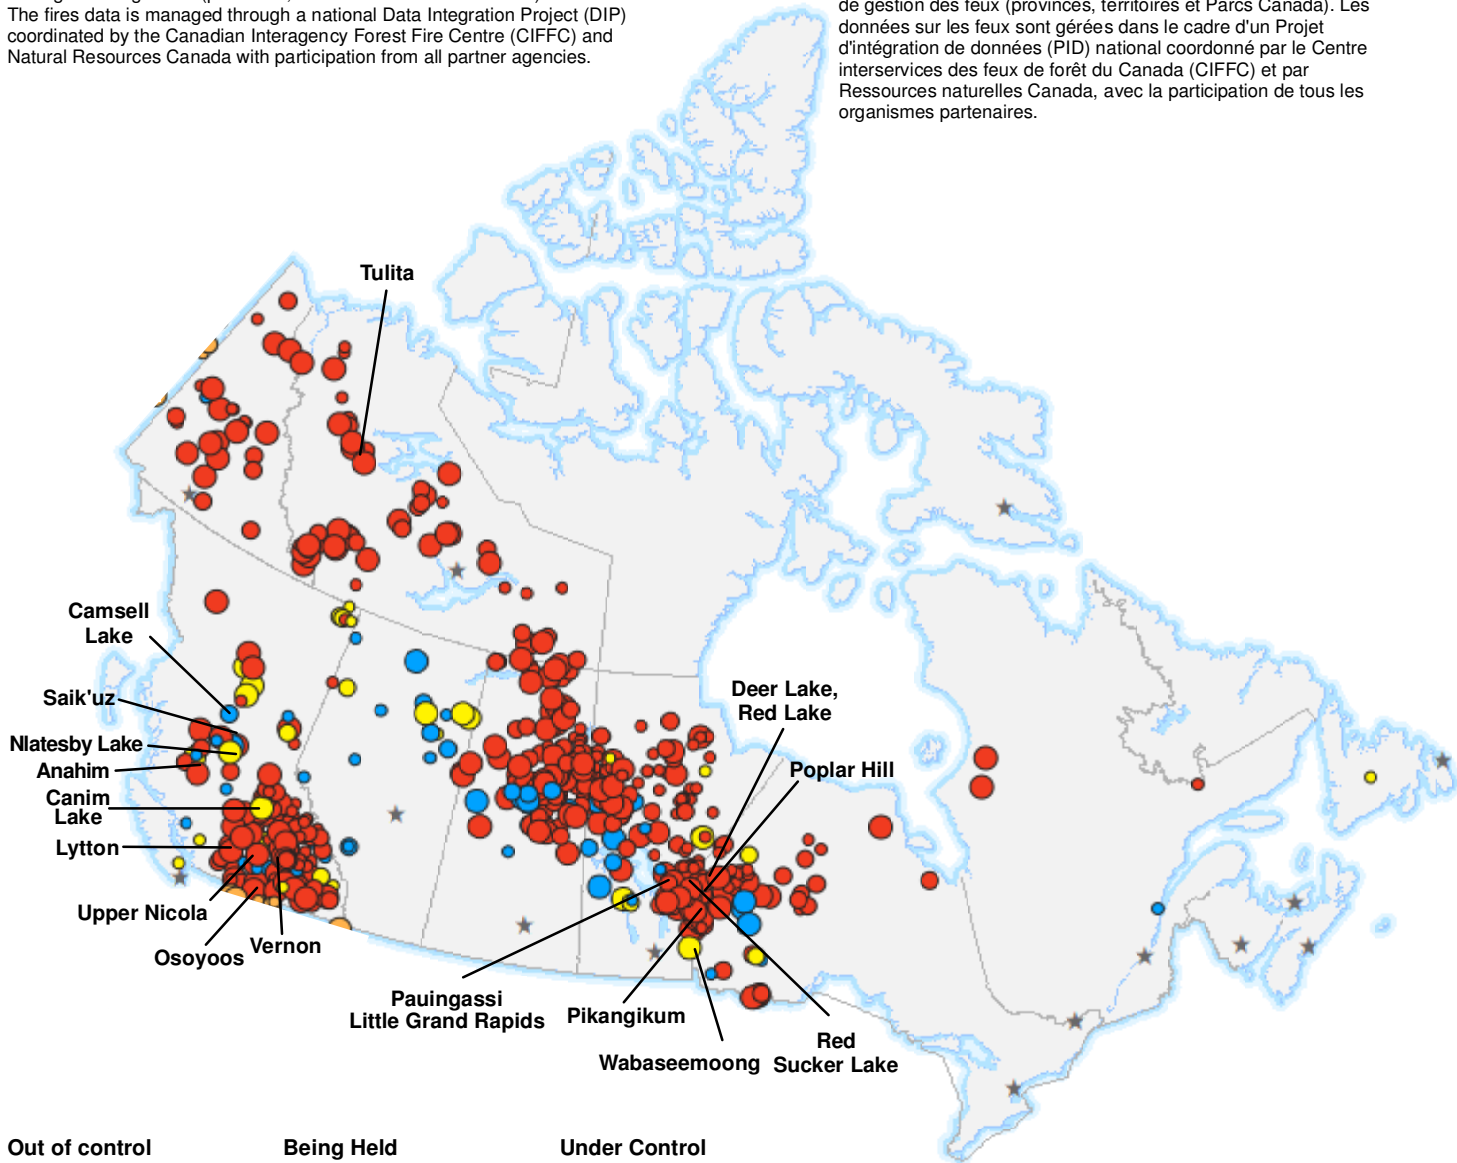 The fires data is managed through a national Data Integration Project (DIP)
coordinated by the Canadian Interagency Forest Fire Centre (CIFFC) and
Natural Resources Canada with participation from all partner agencies.
de gestion des feux (provinces, territoires et Parcs Canada). Les
données sur les feux sont gérées dans le cadre d'un Projet
d'intégration de données (PID) national coordonné par le Centre
interservices des feux de forêt du Canada (CIFFC) et par
Ressources naturelles Canada, avec la participation de tous les
organismes partenaires.
Tulita
Camsell
Lake
Saik'uz
Nlatesby Lake
Anahim
Canim
Lake
Lytton
Upper Nicola
Osoyoos
Vernon
Deer Lake,
Red Lake
Poplar Hill
Pauingassi
Little Grand Rapids
Pikangikum
Wabaseemoong
Red
Sucker Lake
Out of control
Being Held
Under Control